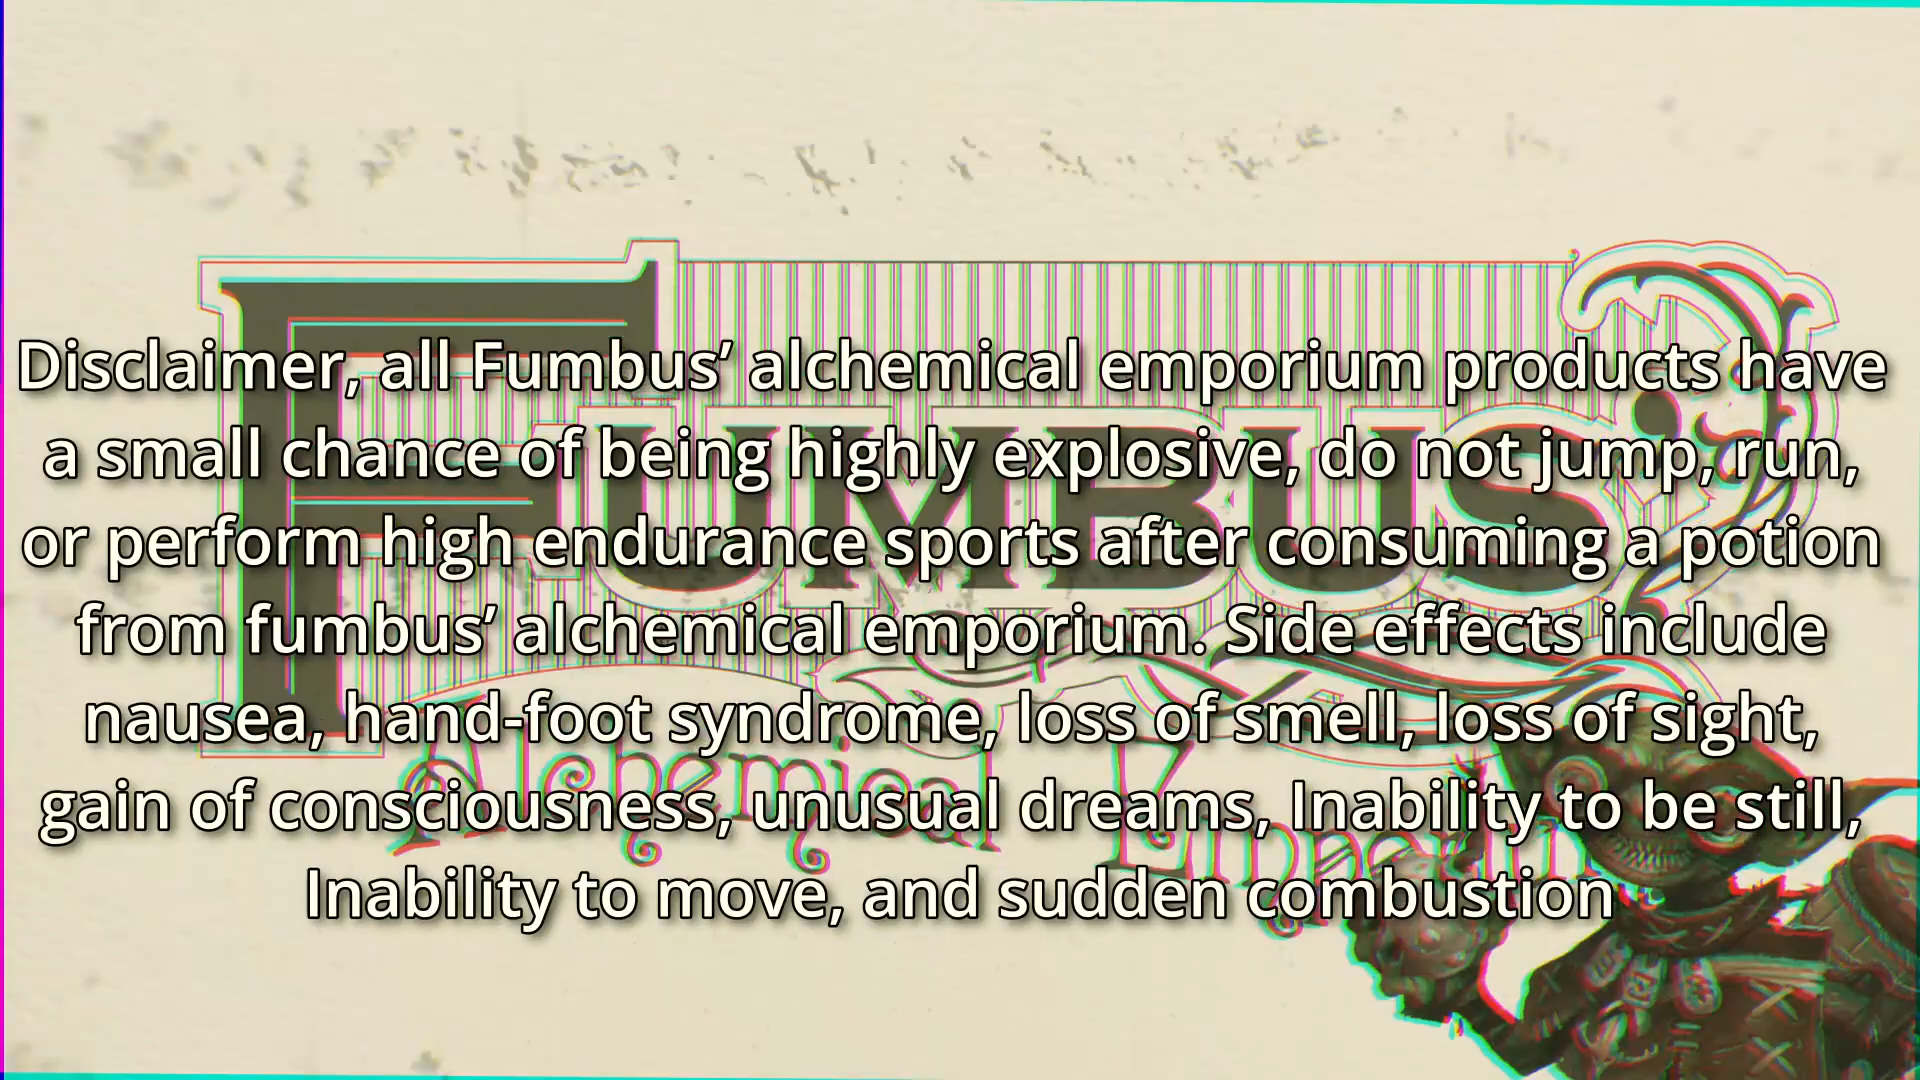 Disclaimer, all Fumbus’ alchemical emporium products have
a small chance of being highly explosive, do not jump, run,
or perform high endurance sports after consuming a potion
from fumbus’ alchemical emporium. Side effects include
nausea, hand-foot syndrome, loss of smell, loss of sight,
gain of consciousness, unusual dreams, Inability to be still,
Inability to move, and sudden combustion
FUMBUS
Alchemical Emporium